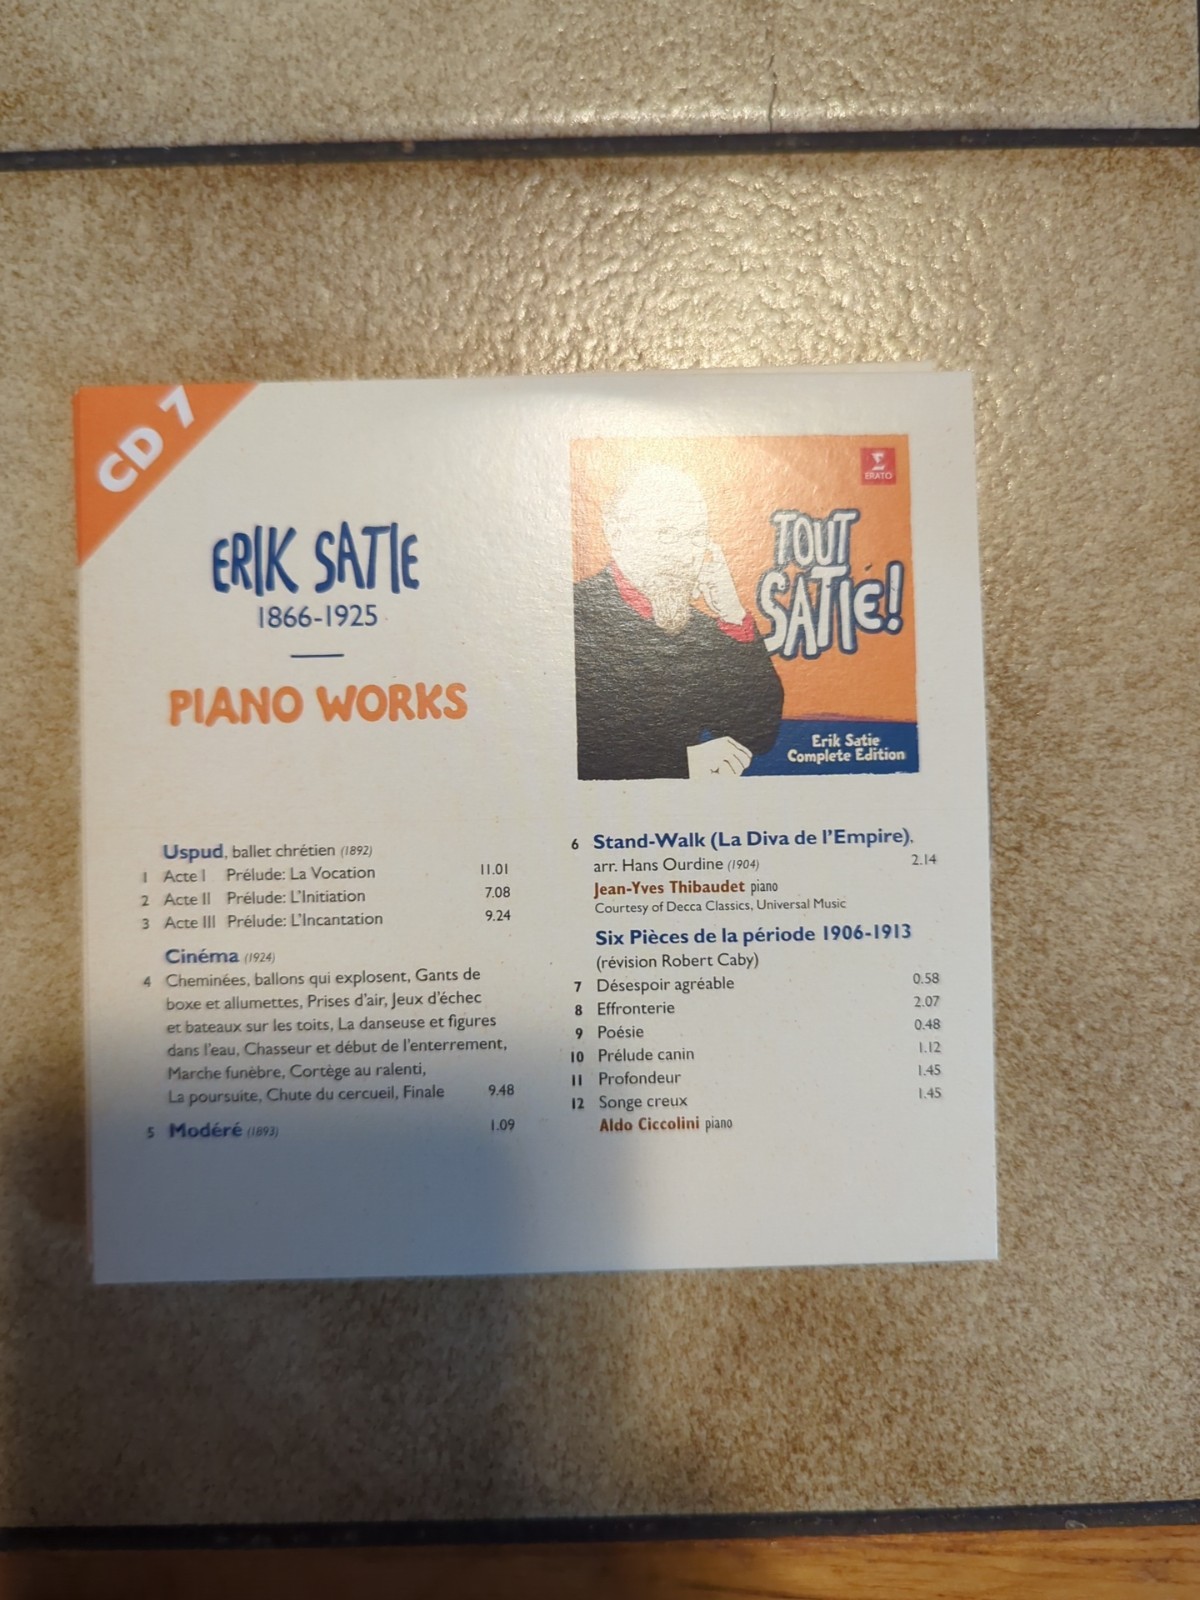 CD 7
ERIK SATIE
1866-1925
PIANO WORKS
ERATO
TOUT
SATIE!
Erik Satie
Complete Edition
Uspud, ballet chrétien (1892)
1 Acte I Prélude: La Vocation 11.01
2 Acte II Prélude: L'Initiation 7.08
3 Acte III Prélude: L'Incantation 9.24
Cinéma (1924)
4 Cheminées, ballons qui explosent, Gants de
boxe et allumettes, Prises d'air, Jeux d'échec
et bateaux sur les toits, La danseuse et figures
dans l'eau, Chasseur et début de l'enterrement,
Marche funèbre, Cortège au ralenti,
La poursuite, Chute du cercueil, Finale 9.48
5 Modéré (1893) 1.09
6 Stand-Walk (La Diva de l'Empire),
arr. Hans Ourdine (1904) 2.14
Jean-Yves Thibaudet piano
Courtesy of Decca Classics, Universal Music
Six Pièces de la période 1906-1913
(révision Robert Caby)
7 Désespoir agréable 0.58
8 Effronterie 2.07
9 Poésie 0.48
10 Prélude canin 1.12
11 Profondeur 1.45
12 Songe creux 1.45
Aldo Ciccolini piano